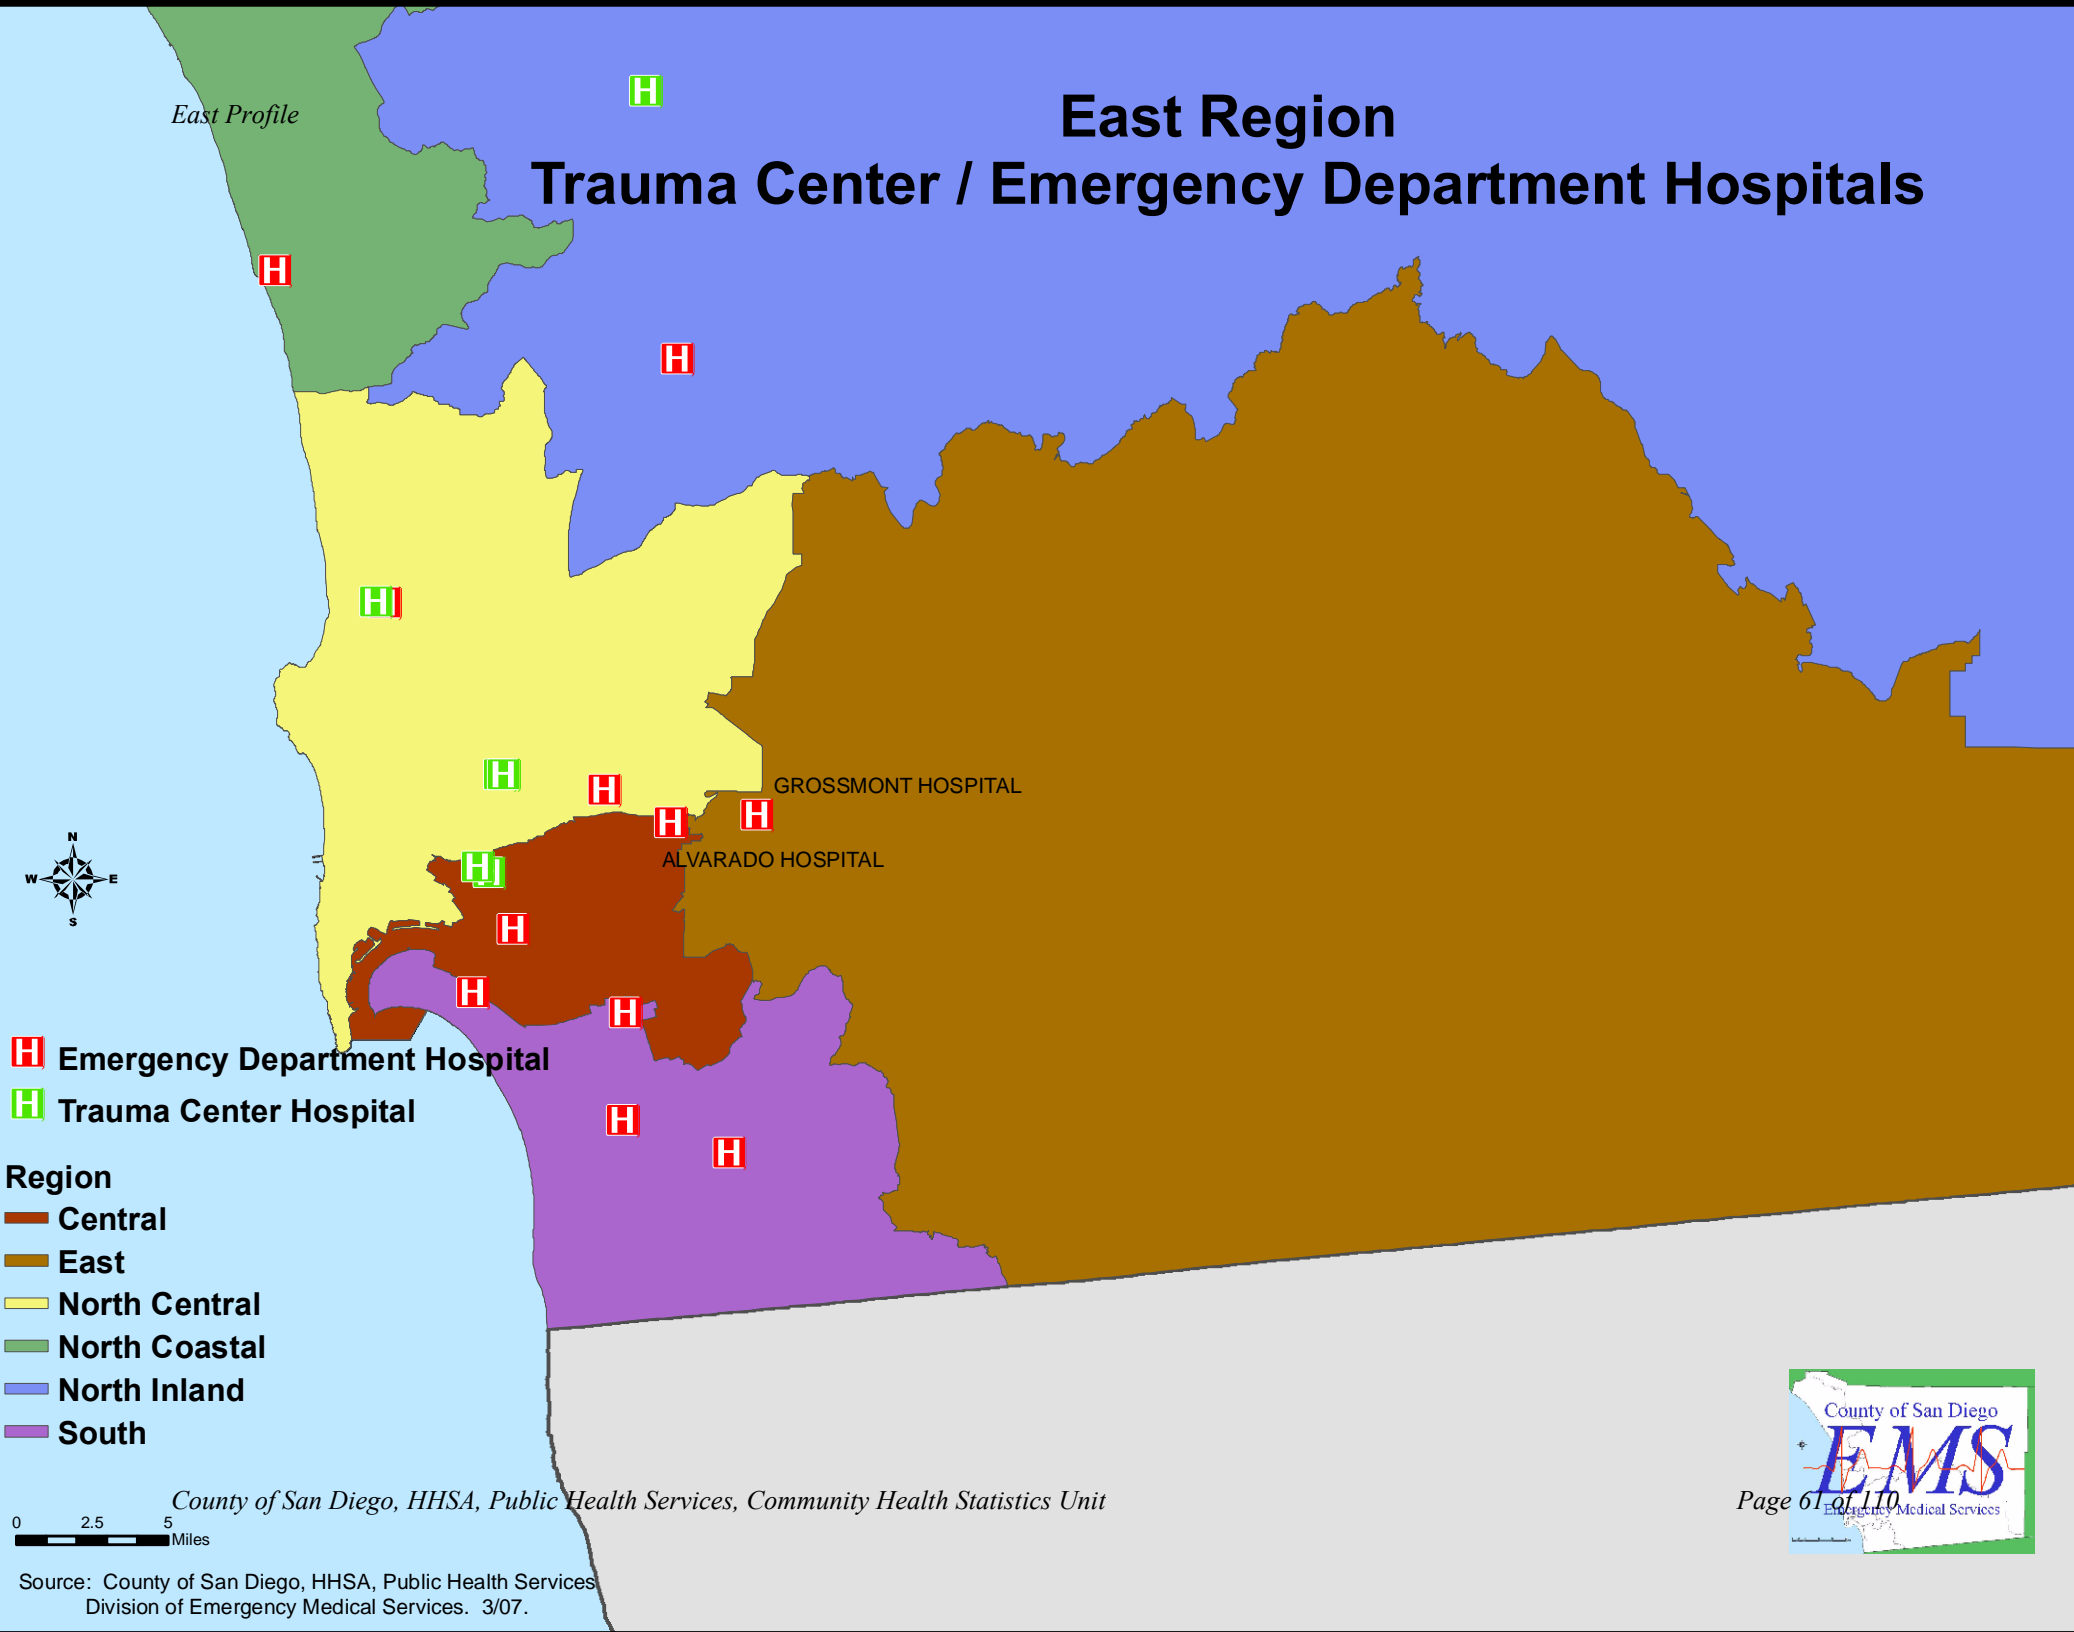 East Profile
East Region
Trauma Center / Emergency Department Hospitals
H
H
H
H
H
H
H
H
GROSSMONT HOSPITAL
H
H
ALVARADO HOSPITAL
H
H
H
H
H
H
H
H
N
W E
S
H Emergency Department Hospital
H Trauma Center Hospital
Region
Central
East
North Central
North Coastal
North Inland
South
County of San Diego
EMS
Emergency Medical Services
County of San Diego, HHSA, Public Health Services, Community Health Statistics Unit
Page 61 of 110
0 2.5 5
Miles
Source: County of San Diego, HHSA, Public Health Services
Division of Emergency Medical Services. 3/07.